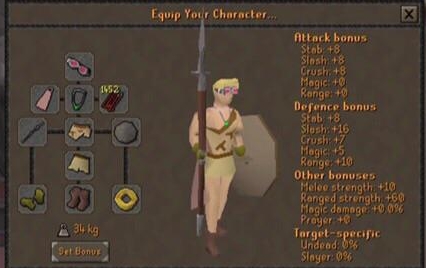 Equip Your Character...
1452
34 kg
Set Bonus
Attack bonus
Stab: +8
Slash: +8
Crush: +8
Magic: +0
Range: +0
Defence bonus
Stab: +8
Slash: +16
Crush: +7
Magic: +5
Range: +10
Other bonuses
Melee strength: +10
Ranged strength: +60
Magic damage: +0.0%
Prayer: +0
Target-specific
Undead: 0%
Slayer: 0%